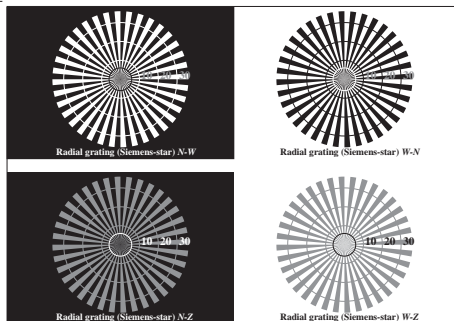 10 20 30
Radial grating (Siemens-star) N-W
10 20 30
Radial grating (Siemens-star) W-N
10 20 30
Radial grating (Siemens-star) N-Z
10 20 30
Radial grating (Siemens-star) W-Z